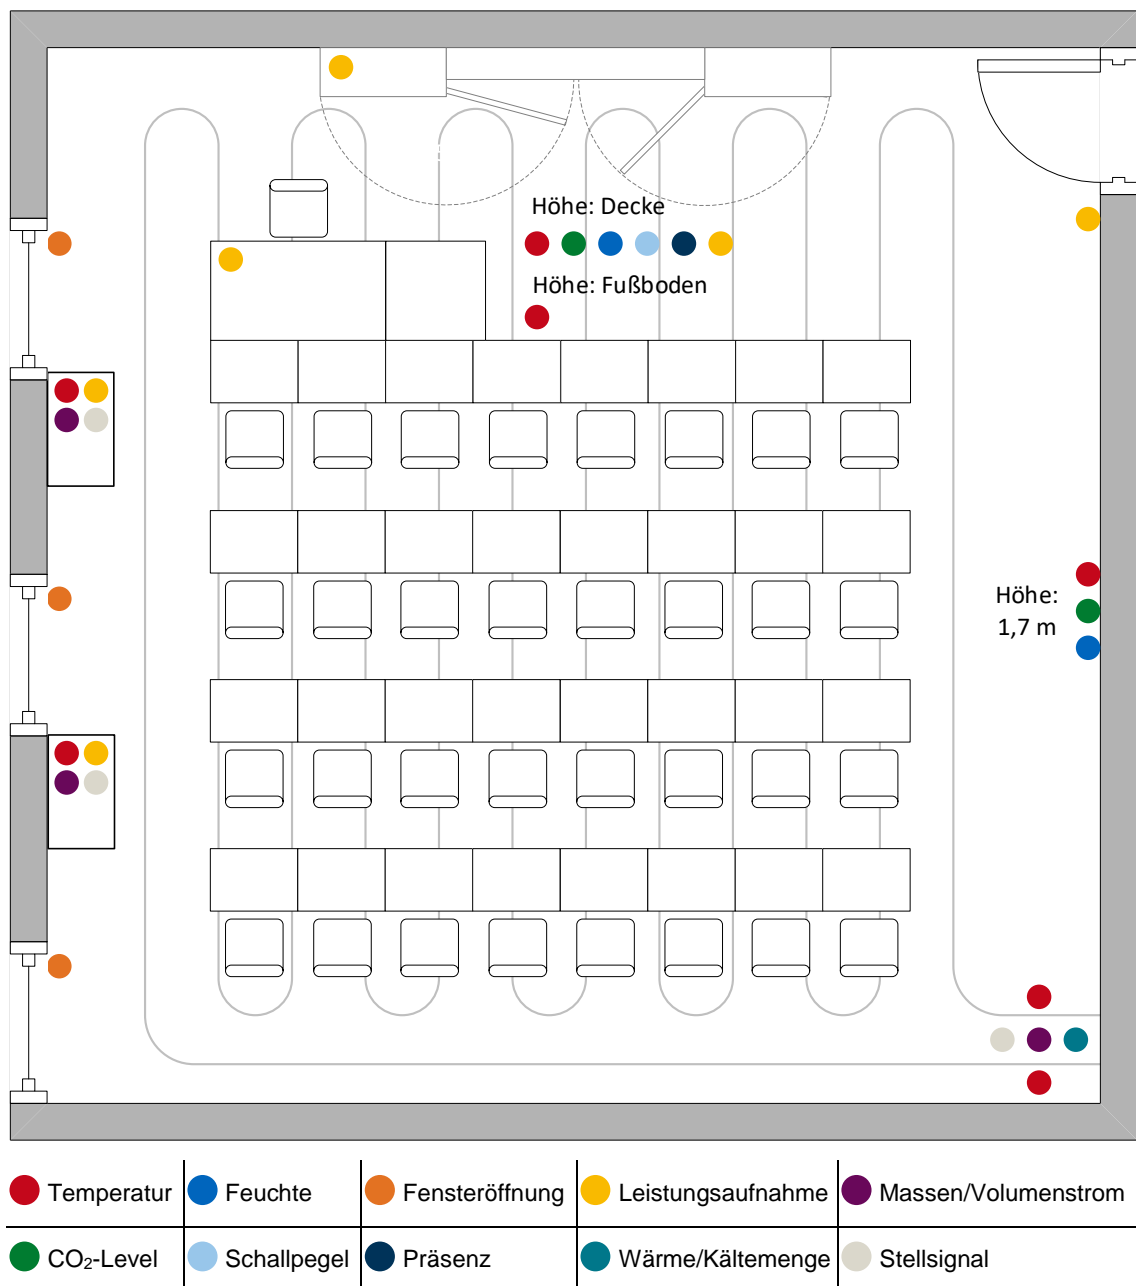 Höhe: Decke
Höhe: Fußboden
Höhe:
1,7 m
Temperatur
Feuchte
Fensteröffnung
Leistungsaufnahme
Massen/Volumenstrom
CO₂-Level
Schallpegel
Präsenz
Wärme/Kältemenge
Stellsignal